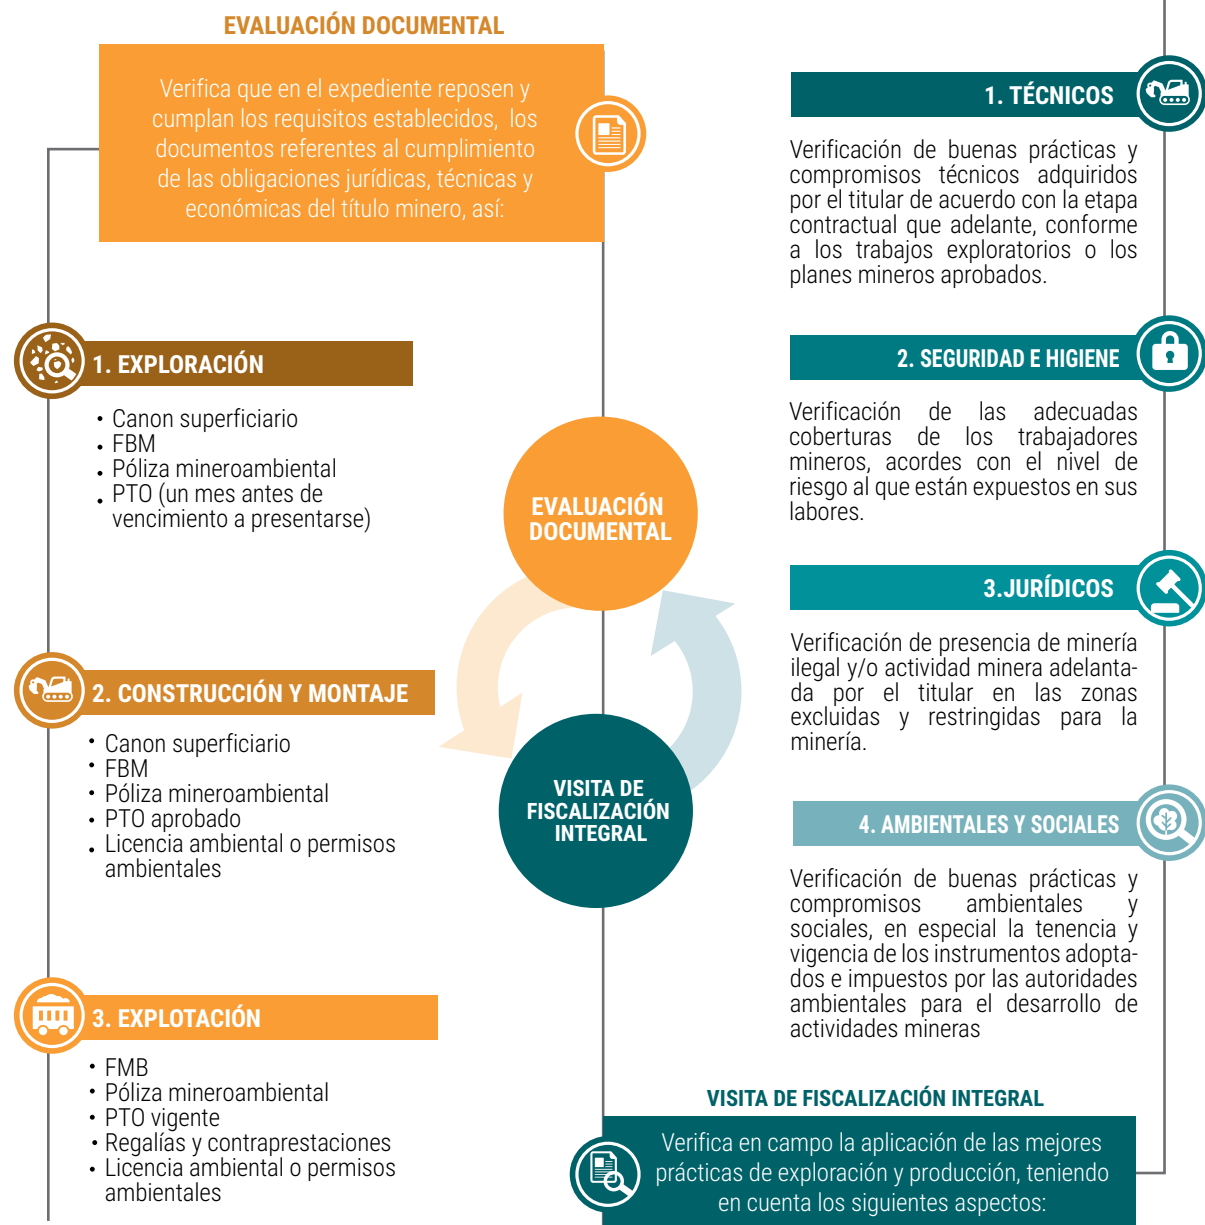 EVALUACIÓN DOCUMENTAL
Verifica que en el expediente reposen y
cumplan los requisitos establecidos, los
documentos referentes al cumplimiento
de las obligaciones jurídicas, técnicas y
económicas del título minero, así:
1. EXPLORACIÓN
• Canon superficiario
• FBM
• Póliza mineroambiental
• PTO (un mes antes de
vencimiento a presentarse)
2. CONSTRUCCIÓN Y MONTAJE
• Canon superficiario
• FBM
• Póliza mineroambiental
• PTO aprobado
• Licencia ambiental o permisos
ambientales
3. EXPLOTACIÓN
• FMB
• Póliza mineroambiental
• PTO vigente
• Regalías y contraprestaciones
• Licencia ambiental o permisos
ambientales
EVALUACIÓN
DOCUMENTAL
VISITA DE
FISCALIZACIÓN
INTEGRAL
1. TÉCNICOS
Verificación de buenas prácticas y
compromisos técnicos adquiridos
por el titular de acuerdo con la etapa
contractual que adelante, conforme
a los trabajos exploratorios o los
planes mineros aprobados.
2. SEGURIDAD E HIGIENE
Verificación de las adecuadas
coberturas de los trabajadores
mineros, acordes con el nivel de
riesgo al que están expuestos en sus
labores.
3.JURÍDICOS
Verificación de presencia de minería
ilegal y/o actividad minera adelanta-
da por el titular en las zonas
excluidas y restringidas para la
minería.
4. AMBIENTALES Y SOCIALES
Verificación de buenas prácticas y
compromisos ambientales y
sociales, en especial la tenencia y
vigencia de los instrumentos adopta-
dos e impuestos por las autoridades
ambientales para el desarrollo de
actividades mineras
VISITA DE FISCALIZACIÓN INTEGRAL
Verifica en campo la aplicación de las mejores
prácticas de exploración y producción, teniendo
en cuenta los siguientes aspectos: